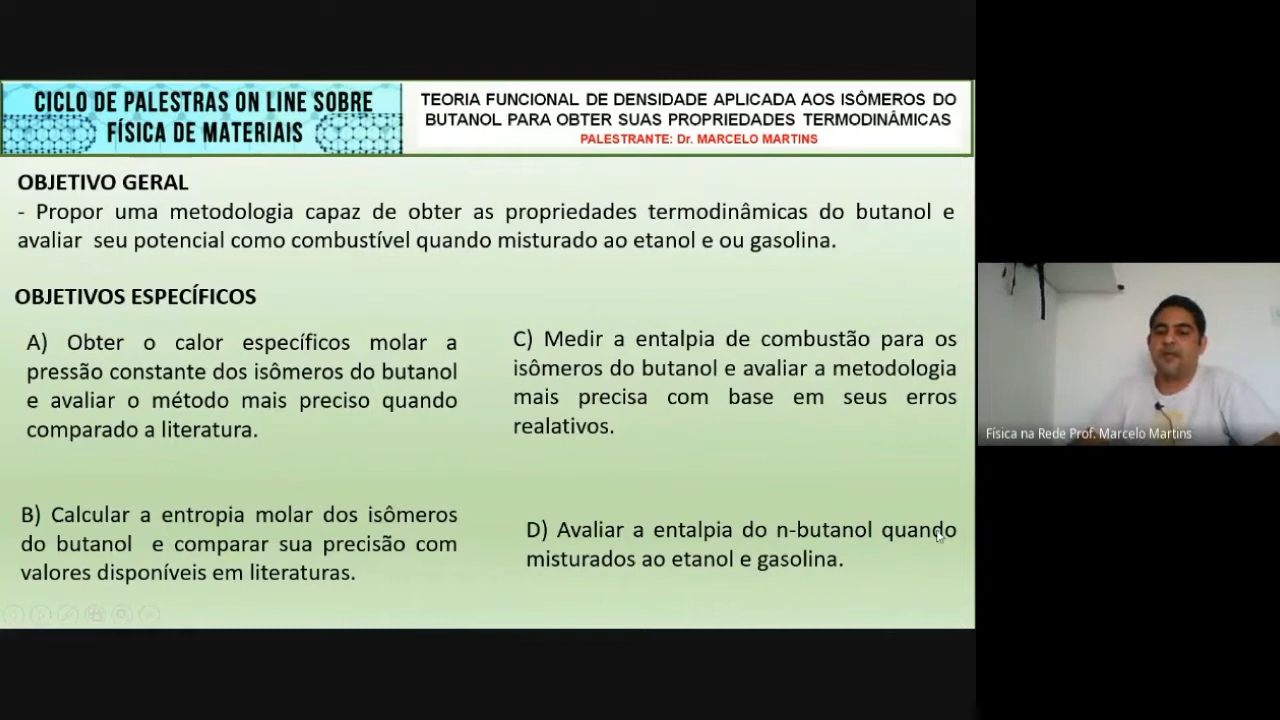 CICLO DE PALESTRAS ON LINE SOBRE
FÍSICA DE MATERIAIS
TEORIA FUNCIONAL DE DENSIDADE APLICADA AOS ISÔMEROS DO
BUTANOL PARA OBTER SUAS PROPRIEDADES TERMODINÂMICAS
PALESTRANTE: Dr. MARCELO MARTINS
OBJETIVO GERAL
- Propor uma metodologia capaz de obter as propriedades termodinâmicas do butanol e
avaliar seu potencial como combustível quando misturado ao etanol e ou gasolina.
OBJETIVOS ESPECÍFICOS
A) Obter o calor específicos molar a
pressão constante dos isômeros do butanol
e avaliar o método mais preciso quando
comparado a literatura.
B) Calcular a entropia molar dos isômeros
do butanol e comparar sua precisão com
valores disponíveis em literaturas.
C) Medir a entalpia de combustão para os
isômeros do butanol e avaliar a metodologia
mais precisa com base em seus erros
realativos.
D) Avaliar a entalpia do n-butanol quando
misturados ao etanol e gasolina.
Física na Rede Prof. Marcelo Martins